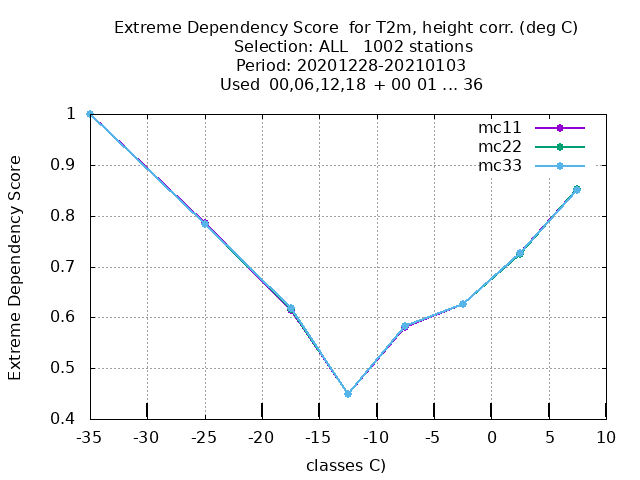 Extreme Dependency Score  for T2m, height corr. (deg C)
Selection: ALL   1002 stations
Period: 20201228-20210103
Used  00,06,12,18  + 00 01 ... 36
mc11
mc22
mc33
Extreme Dependency Score
1
0.9
0.8
0.7
0.6
0.5
0.4
-35 -30 -25 -20 -15 -10 -5 0 5 10
classes C)